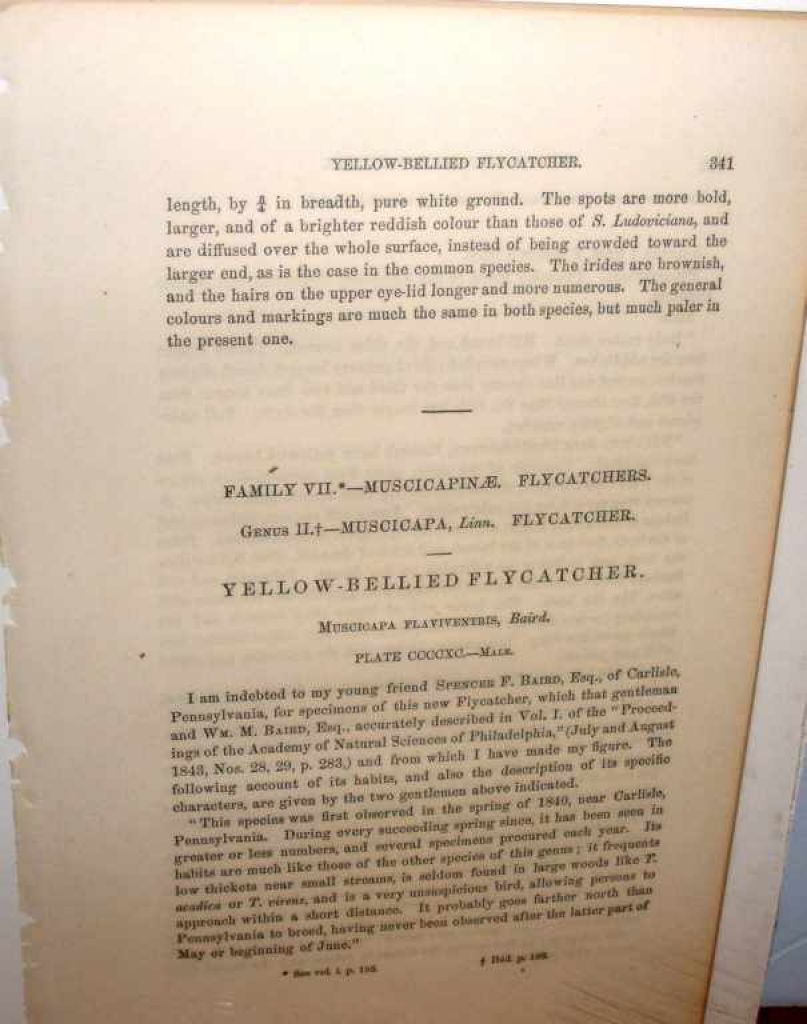 YELLOW-BELLIED FLYCATCHER. 341
length, by in breadth, pure white ground. The spots are more bold,
larger, and of a brighter reddish colour than those of S. Ludoviciana, and
are diffused over the whole surface, instead of being crowded toward the
larger end, as is the case in the common species. The irides are brownish,
and the hairs on the upper eye-lid longer and more numerous. The general
colours and markings are much the same in both species, but much paler in
the present one.
FAMILY VII.*—MUSCICAPINÆ. FLYCATCHERS.
GENUS II.†—MUSCICAPA, Linn. FLYCATCHER.
YELLOW-BELLIED FLYCATCHER.
MUSCICAPA FLAVIVENTRIS, Baird.
PLATE CCCCXC.—MALE.
I am indebted to my young friend SPENCER F. BAIRD, Esq., of Carlisle,
Pennsylvania, for specimens of this new Flycatcher, which that gentleman
and WM. M. BAIRD, Esq., accurately described in Vol. I. of the "Proceed-
ings of the Academy of Natural Sciences of Philadelphia," (July and August
1843, Nos. 28, 29, p. 283,) and from which I have made my figure. The
following account of its habits, and also the description of its specific
characters, are given by the two gentlemen above indicated.
"This species was first observed in the spring of 1840, near Carlisle,
Pennsylvania. During every succeeding spring since, it has been seen in
greater or less numbers, and several specimens procured each year. Its
habits are much like those of the other species of this genus; it frequents
low thickets near small streams, is seldom found in large woods like T.
acadica or T. virens, and is a very unsuspicious bird, allowing persons to
approach within a short distance. It probably goes farther north than
Pennsylvania to breed, having never been observed after the latter part of
May or beginning of June."
* See vol. i. p. † Ibid. p.